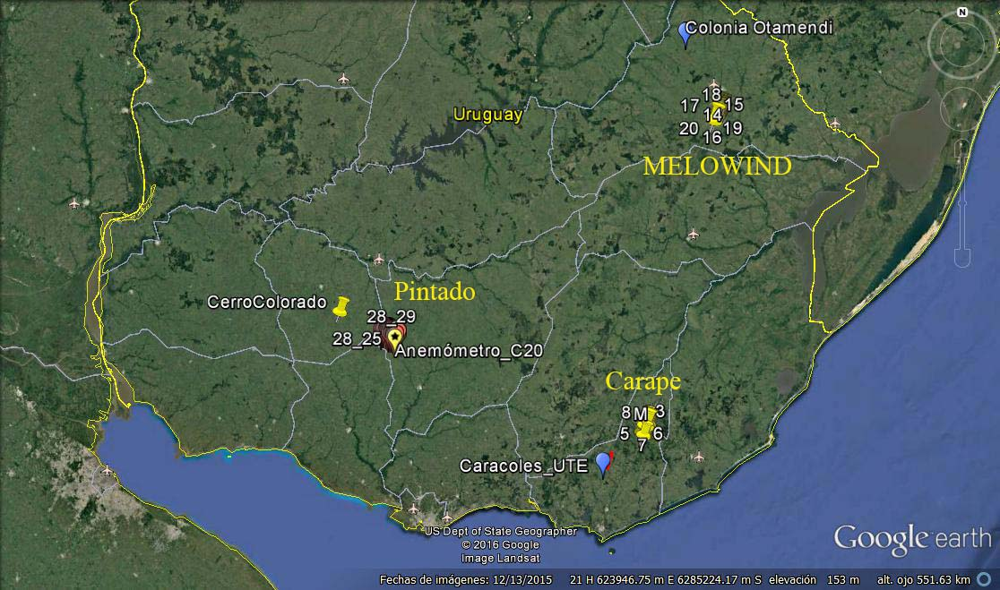 N
Colonia Otamendi
18
17 15
Uruguay 14
20 19
16
MELOWIND
Pintado
CerroColorado
28_29
28_25
Anemómetro_C20
Carape
8 M 3
5 6
7
Caracoles_UTE
US Dept of State Geographer
© 2016 Google
Image Landsat
Google earth
Fechas de imágenes: 12/13/2015 21 H 623946.75 m E 6285224.17 m S elevación 153 m alt. ojo 551.63 km